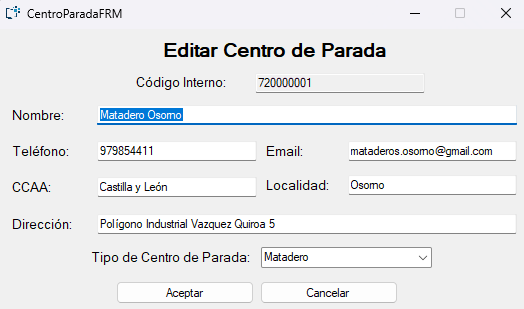 CentroParadaFRM
Editar Centro de Parada
Código Interno: 720000001
Nombre: Matadero Osorno
Teléfono: 979854411 Email: mataderos.osorno@gmail.com
CCAA: Castilla y León Localidad: Osorno
Dirección: Polígono Industrial Vazquez Quiroa 5
Tipo de Centro de Parada: Matadero
Aceptar Cancelar